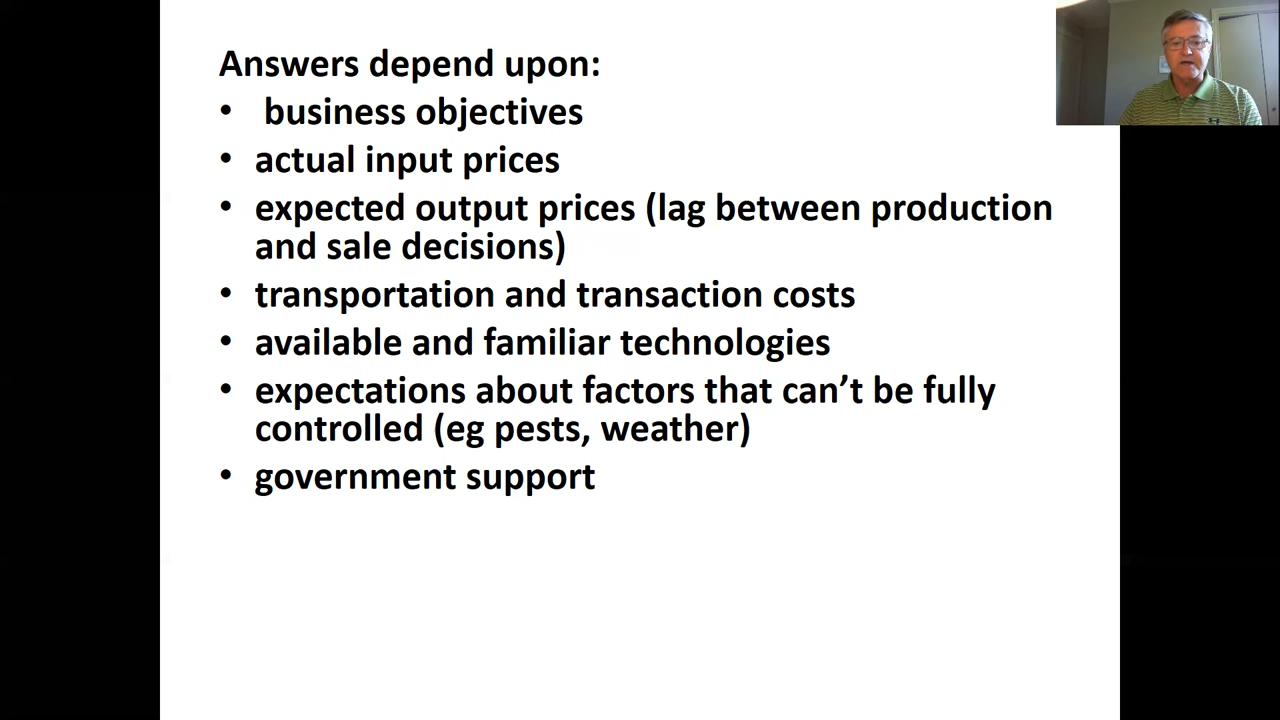 Answers depend upon:
• business objectives
• actual input prices
• expected output prices (lag between production
and sale decisions)
• transportation and transaction costs
• available and familiar technologies
• expectations about factors that can’t be fully
controlled (eg pests, weather)
• government support